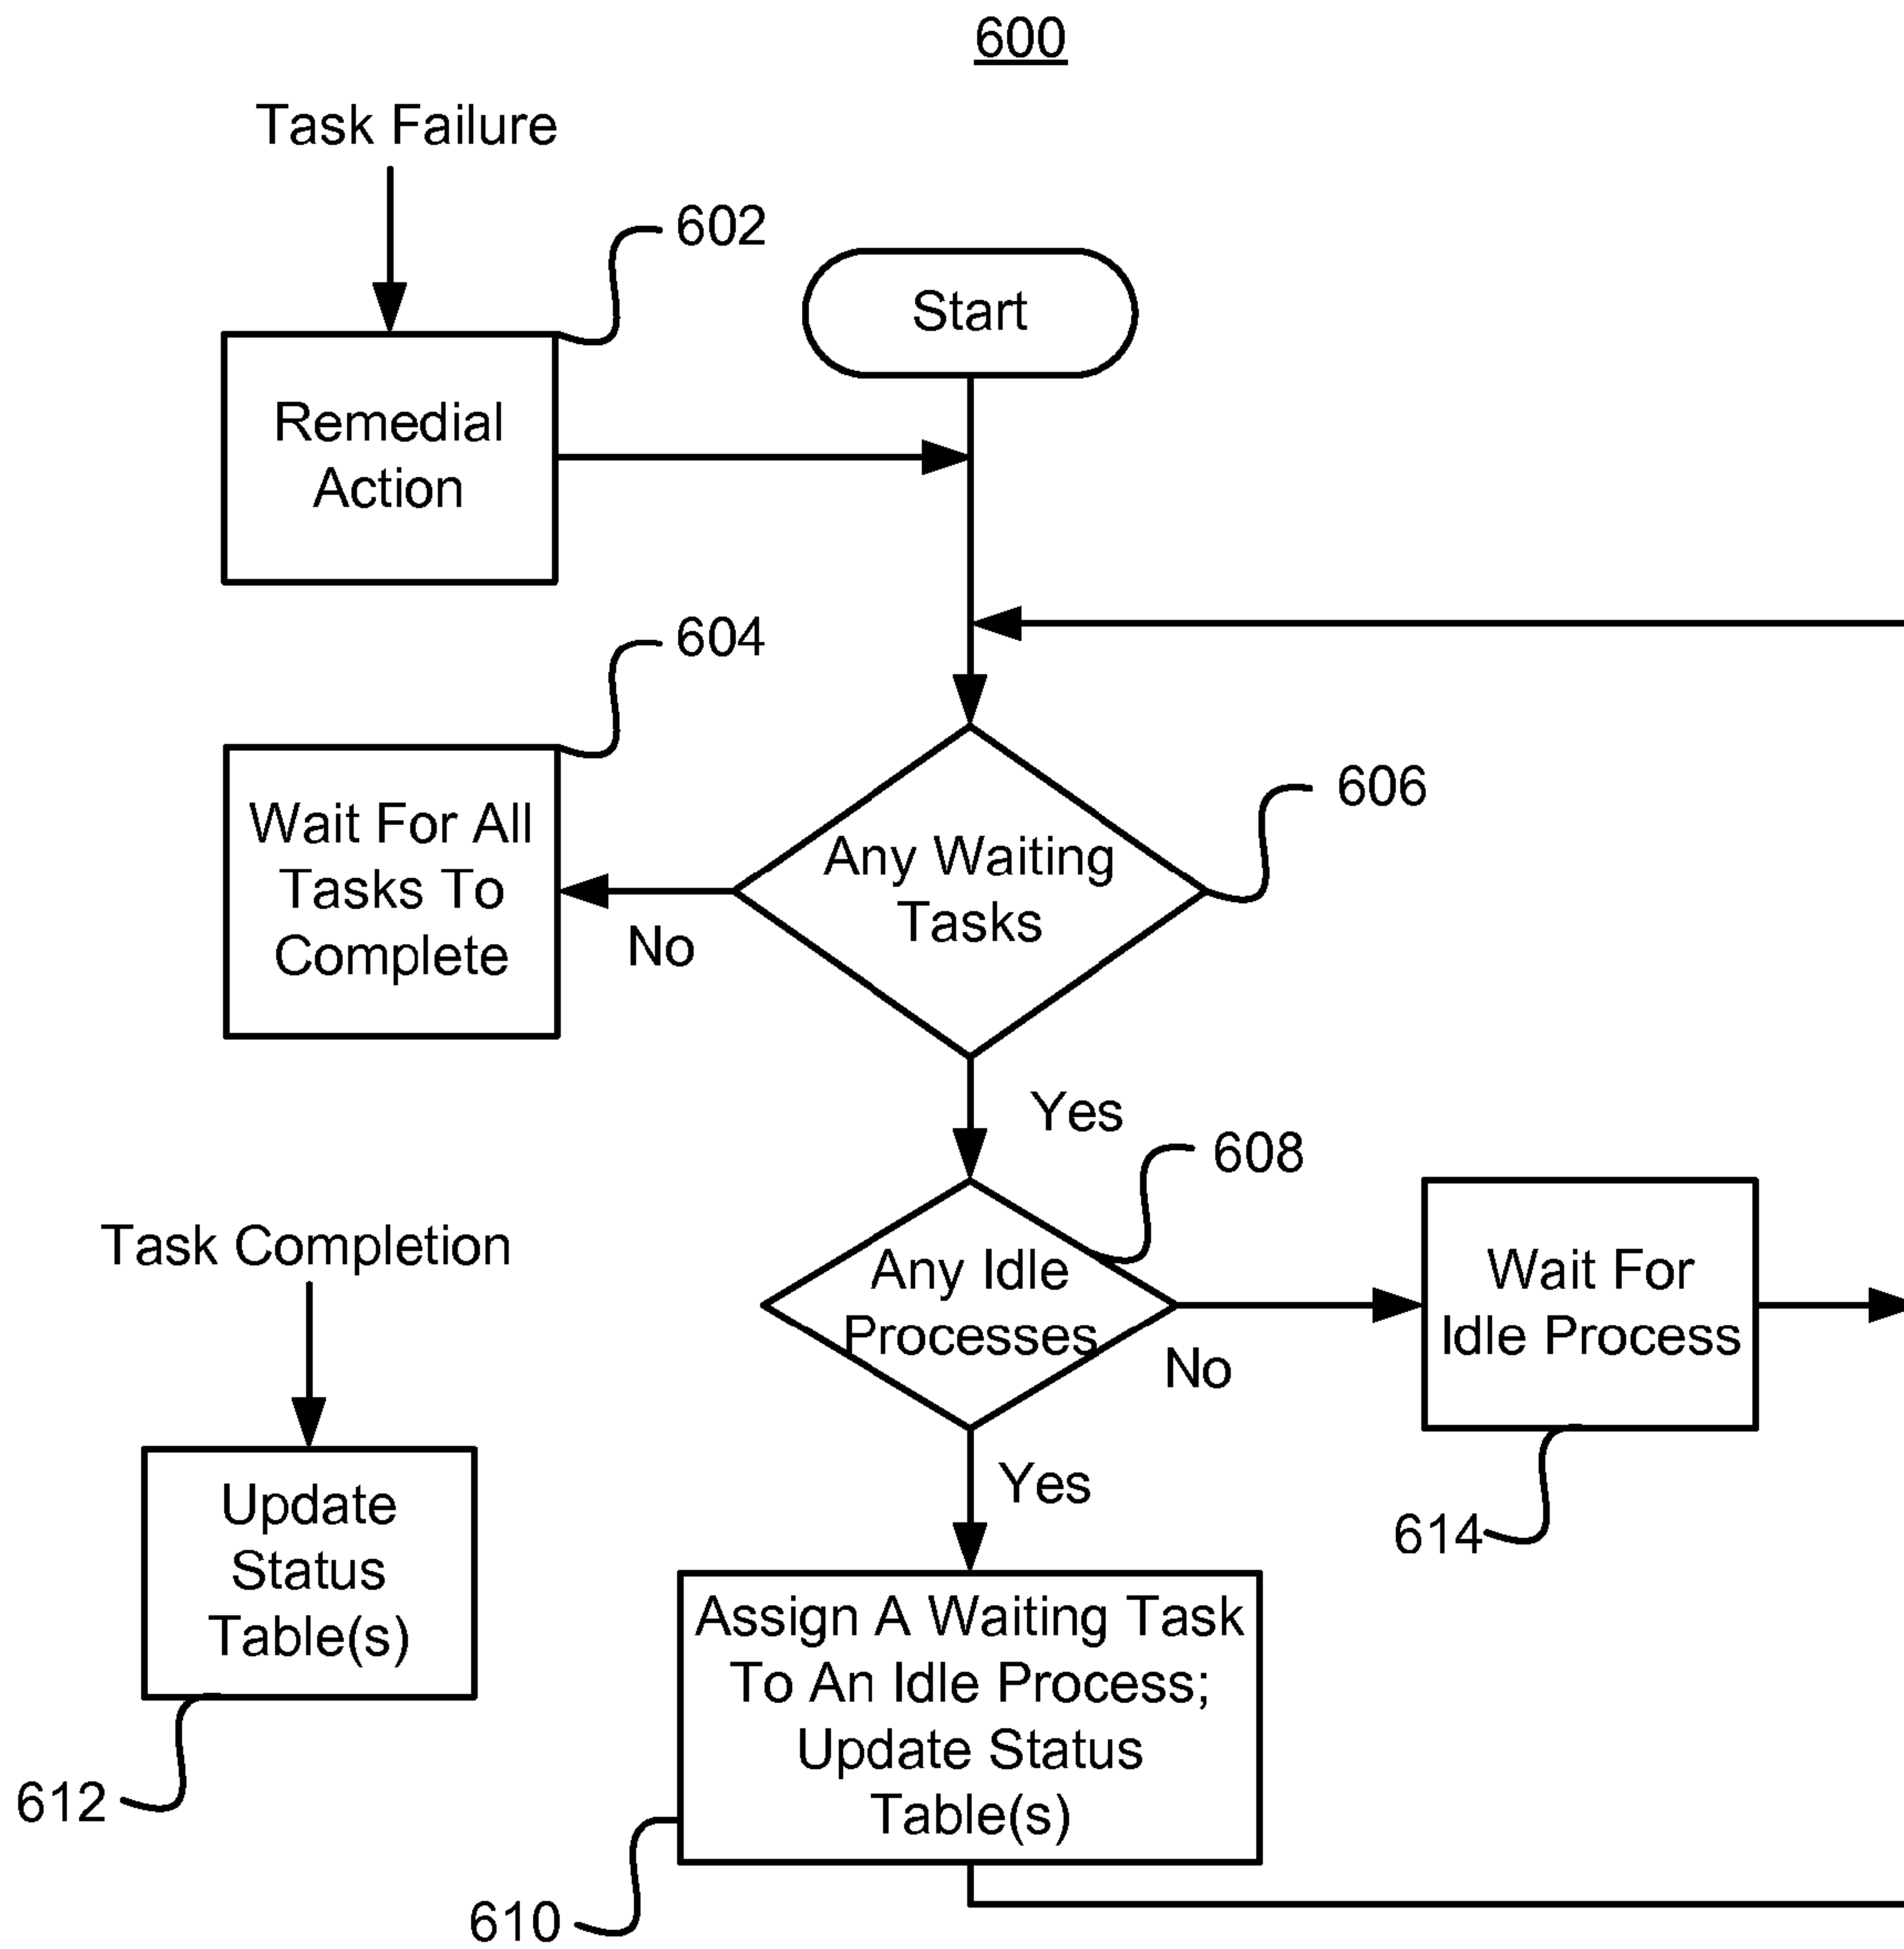 600
Task Failure
602
Start
Remedial
Action
604
Wait For All
Tasks To
Complete
No
Any Waiting
Tasks
606
Yes
608
Task Completion
Any Idle
Processes
No
Wait For
Idle Process
614
Yes
Update
Status
Table(s)
612
Assign A Waiting Task
To An Idle Process;
Update Status
Table(s)
610